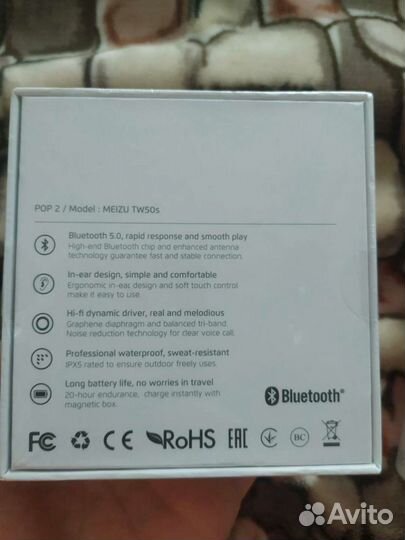 POP 2 / Model : MEIZU TW50s
Bluetooth 5.0, rapid response and smooth play
High-end Bluetooth chip and enhanced antenna
technology guarantee fast and stable connection.
In-ear design, simple and comfortable
Ergonomic in-eas design and soft touch control
make it easy to use
Hi-fi dynamic driver, real and melodious
Graphene diaphragm and balanced tri-band.
Noise reduction technology for clear voice call.
Professional waterproof, sweat-resistant
IPX5 rated to ensure outdoor freely uses.
Long battery life, no worries in travel
20-hour endurance, charge instantly with
magnetic box.
Bluetooth®
FC CE RoHS EAC BC
Avito